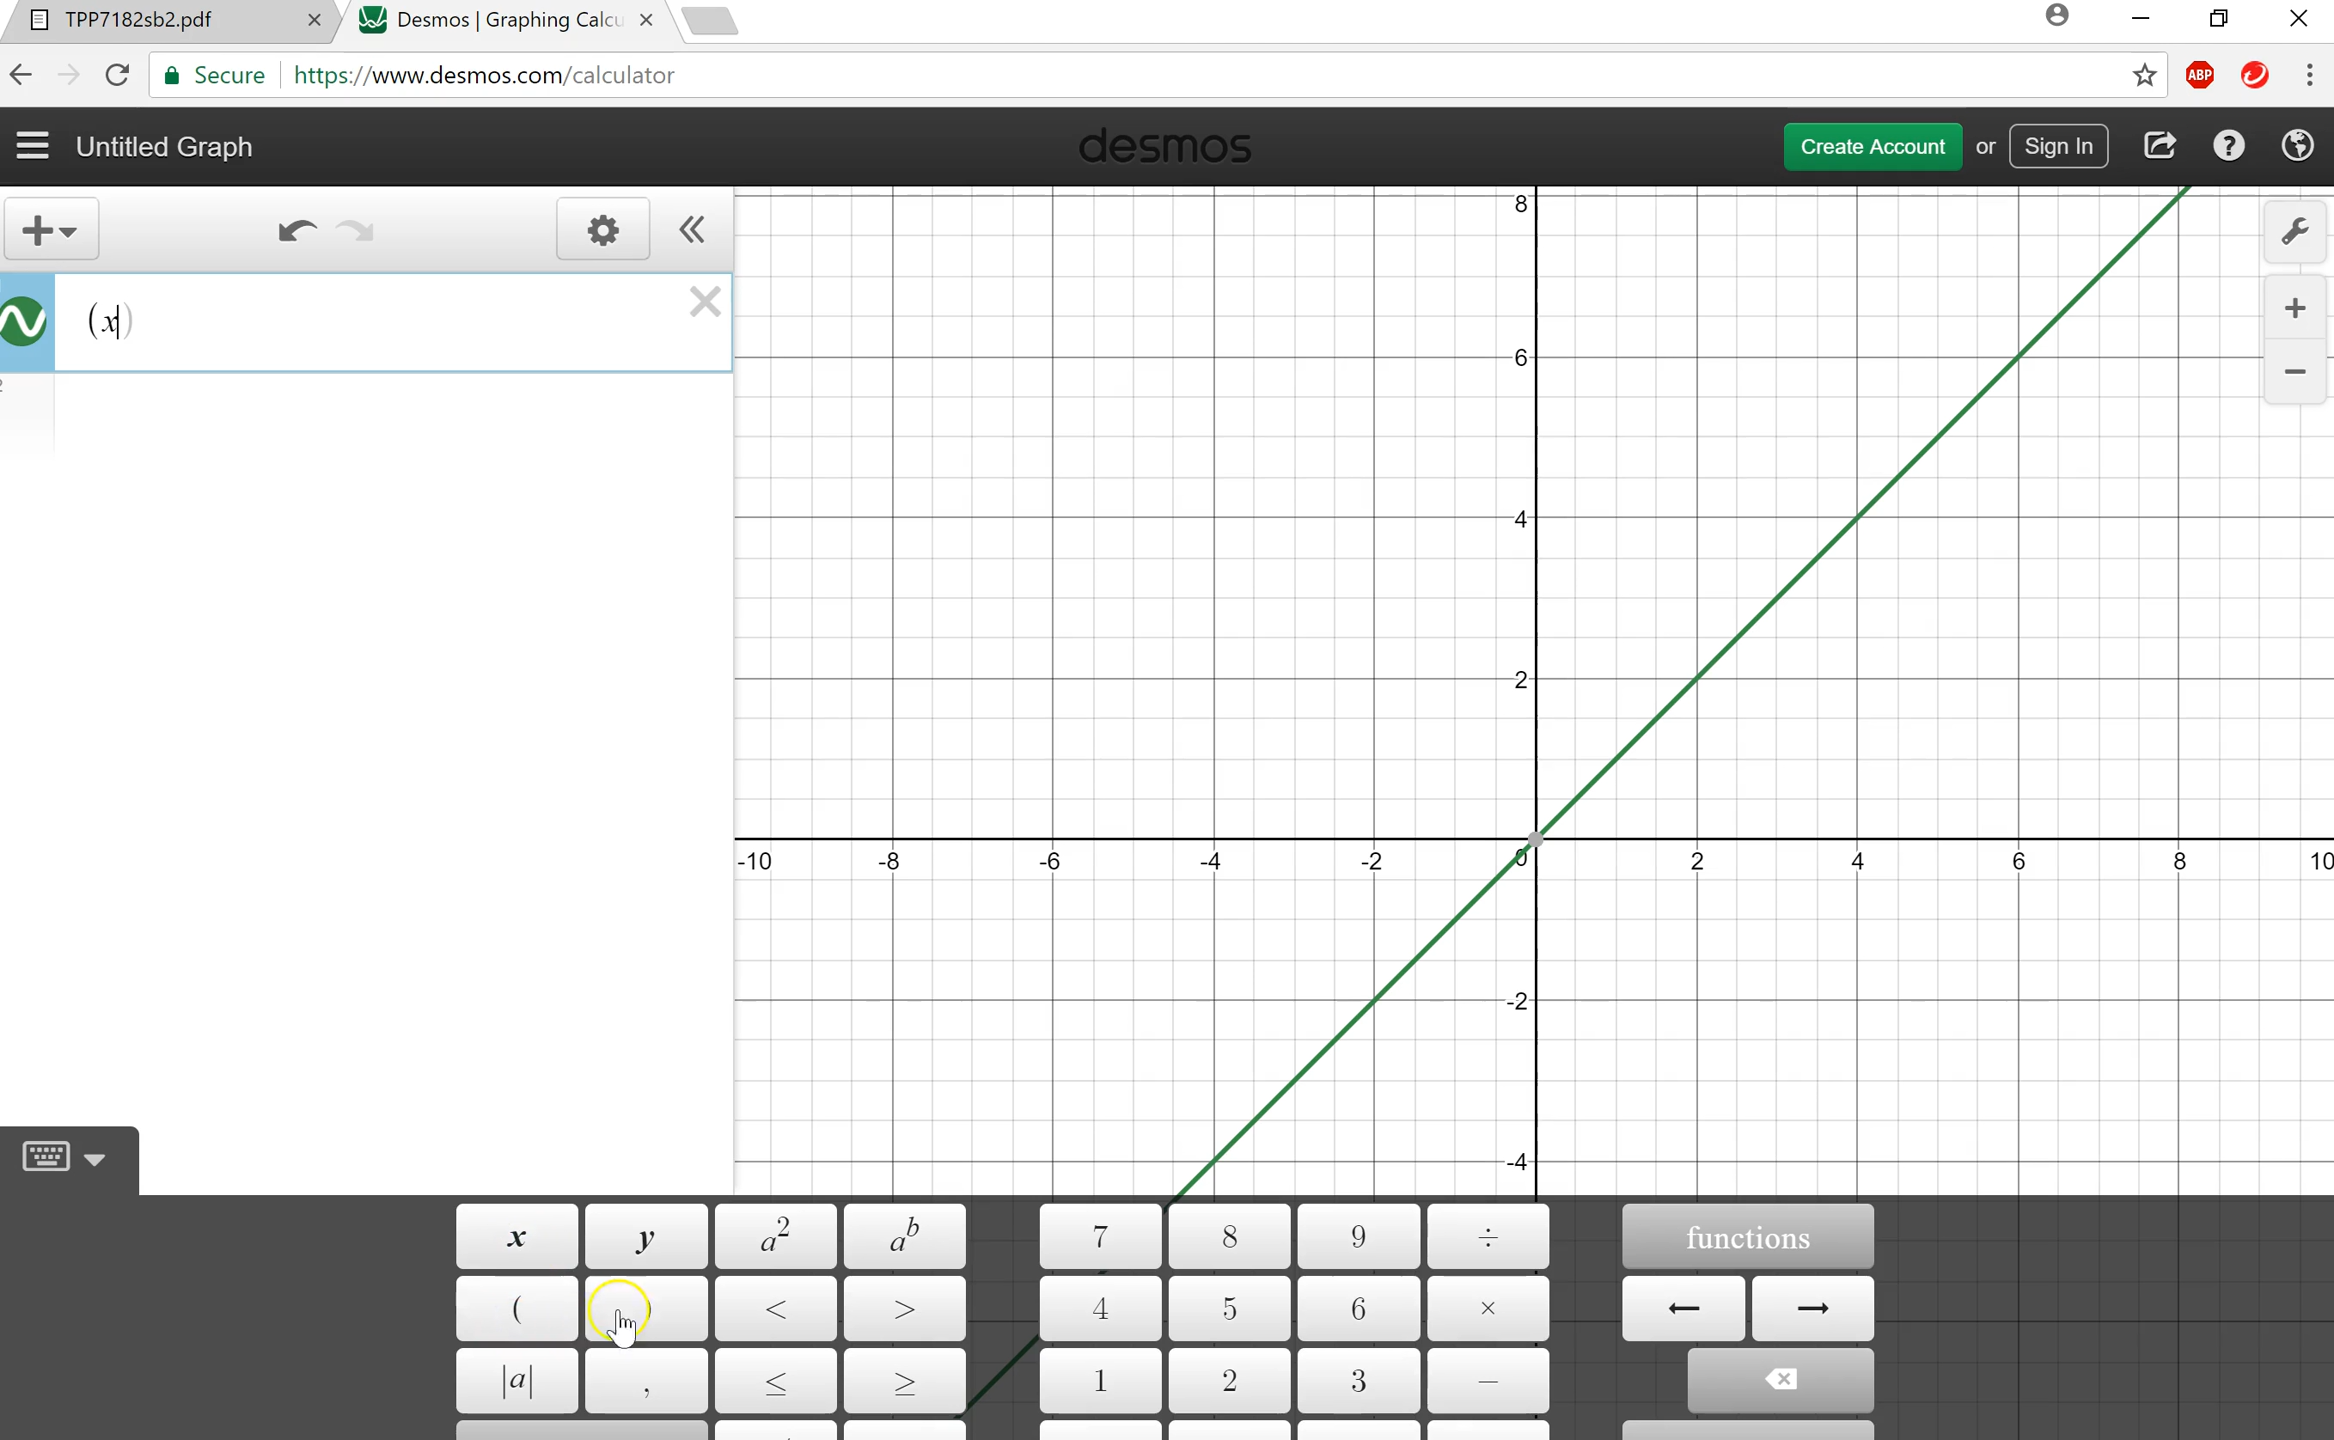 TPP7182sb2.pdf
Desmos | Graphing Calcu
Secure
https://www.desmos.com/calculator
ABP
Untitled Graph
desmos
Create Account or Sign In
?
(x)
2
8
6
4
2
-10 -8 -6 -4 -2 0 2 4 6 8 10
-2
-4
x y a² aᵇ 7 8 9 ÷ functions
( ) < > 4 5 6 × ← →
|a| , ≤ ≥ 1 2 3 −